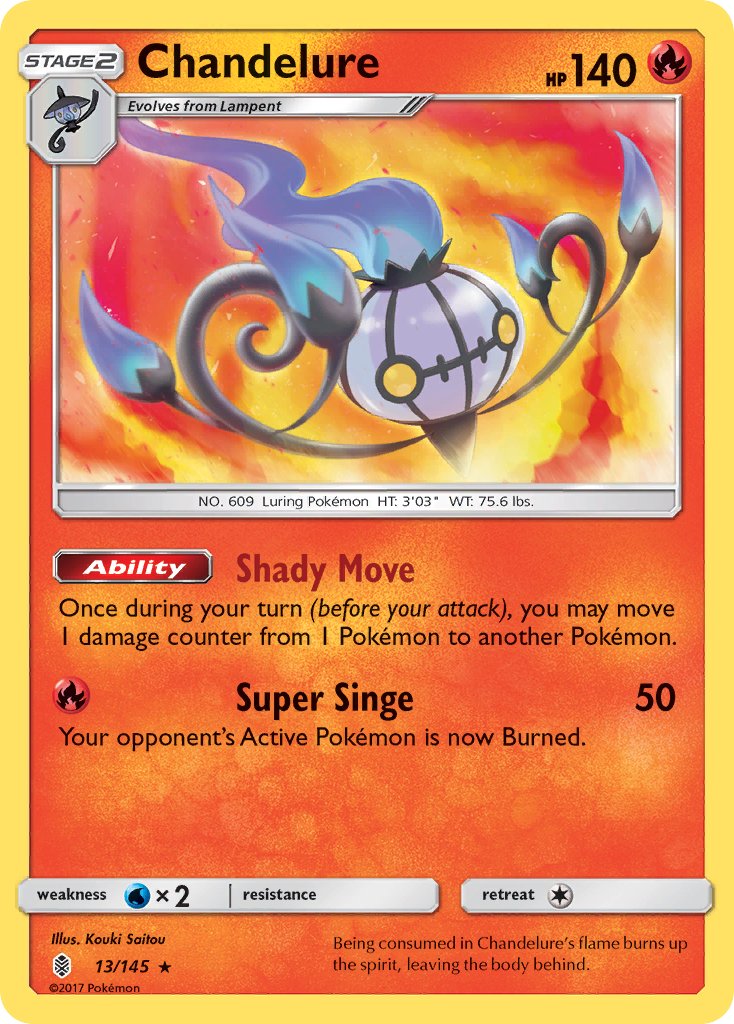 STAGE2
Chandelure
HP 140
Evolves from Lampent
NO. 609 Luring Pokémon HT: 3'03" WT: 75.6 lbs.
Ability Shady Move
Once during your turn (before your attack), you may move
1 damage counter from 1 Pokémon to another Pokémon.
Super Singe 50
Your opponent's Active Pokémon is now Burned.
weakness ×2 resistance retreat
Illus. Kouki Saitou
13/145 ★
©2017 Pokémon
Being consumed in Chandelure's flame burns up
the spirit, leaving the body behind.